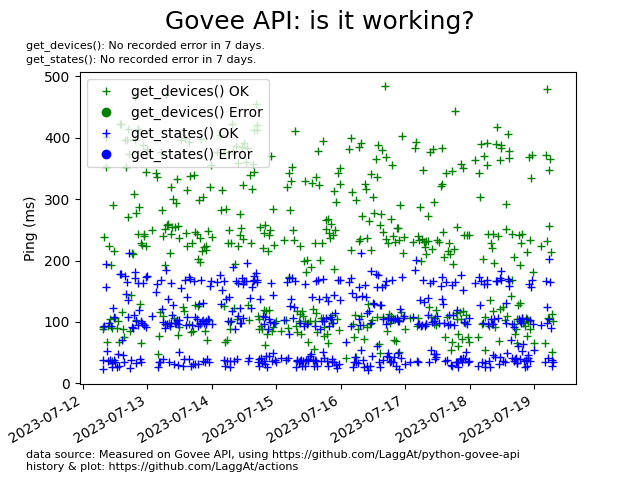 Govee API: is it working?
get_devices(): No recorded error in 7 days.
get_states(): No recorded error in 7 days.
get_devices() OK
get_devices() Error
get_states() OK
get_states() Error
Ping (ms)
500
400
300
200
100
0
2023-07-12
2023-07-13
2023-07-14
2023-07-15
2023-07-16
2023-07-17
2023-07-18
2023-07-19
data source: Measured on Govee API, using https://github.com/LaggAt/python-govee-api
history & plot: https://github.com/LaggAt/actions